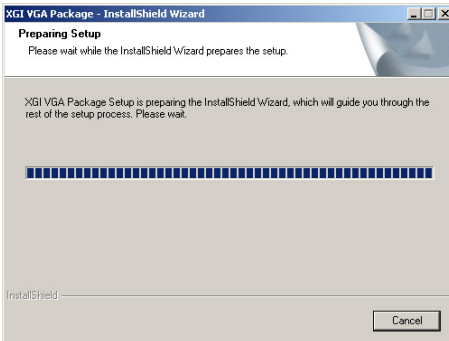 XGI VGA Package - InstallShield Wizard
Preparing Setup
Please wait while the InstallShield Wizard prepares the setup.
XGI VGA Package Setup is preparing the InstallShield Wizard, which will guide you through the
rest of the setup process. Please wait.
InstallShield
Cancel